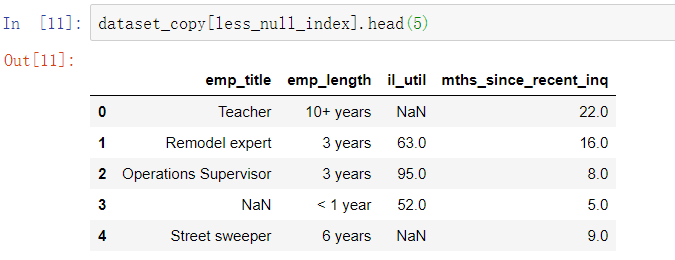 In [11]: dataset_copy[less_null_index].head(5)
Out[11]:
emp_title emp_length il_util mths_since_recent_inq
0 Teacher 10+ years NaN 22.0
1 Remodel expert 3 years 63.0 16.0
2 Operations Supervisor 3 years 95.0 8.0
3 NaN < 1 year 52.0 5.0
4 Street sweeper 6 years NaN 9.0